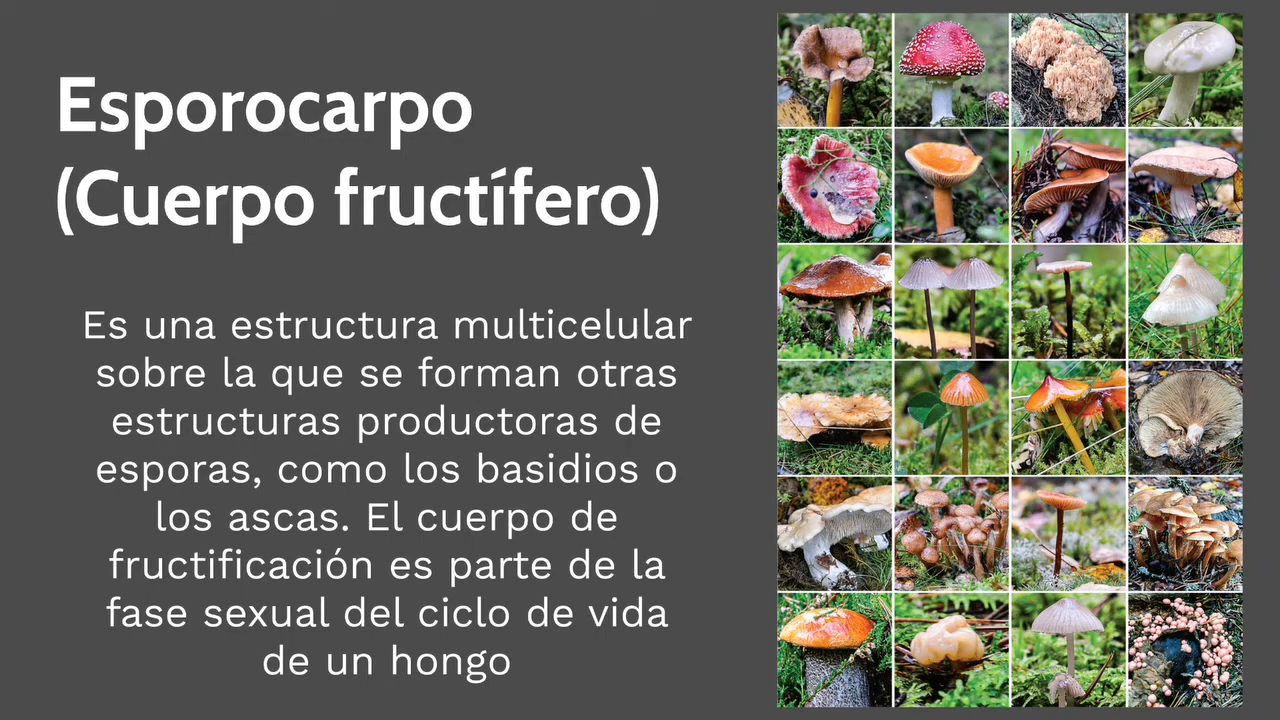 Esporocarpo
(Cuerpo fructífero)
Es una estructura multicelular
sobre la que se forman otras
estructuras productoras de
esporas, como los basidios o
los ascas. El cuerpo de
fructificación es parte de la
fase sexual del ciclo de vida
de un hongo